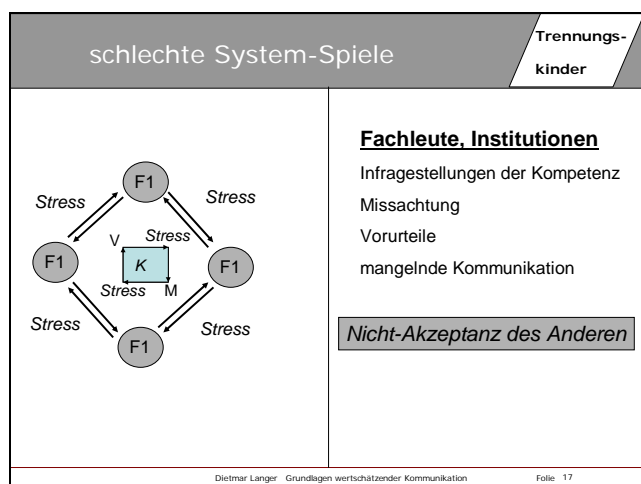 schlechte System-Spiele
Trennungs-
kinder
F1
Stress
Stress
V
Stress
F1
K
F1
Stress
M
Stress
Stress
F1
Fachleute, Institutionen
Infragestellungen der Kompetenz
Missachtung
Vorurteile
mangelnde Kommunikation
Nicht-Akzeptanz des Anderen
Dietmar Langer Grundlagen wertschätzender Kommunikation Folie 17